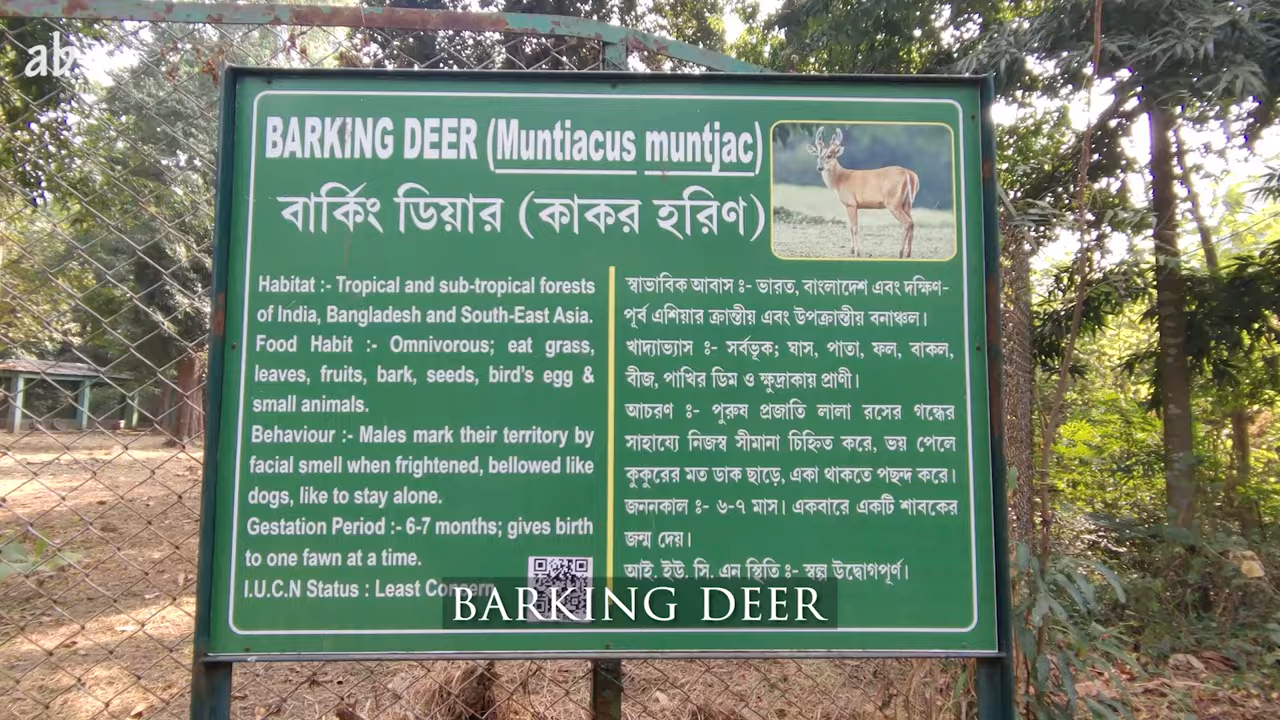 ab
BARKING DEER (Muntiacus muntjac)
বার্কিং ডিয়ার (কাকর হরিণ)
Habitat :- Tropical and sub-tropical forests
of India, Bangladesh and South-East Asia.
Food Habit :- Omnivorous; eat grass,
leaves, fruits, bark, seeds, bird's egg &
small animals.
Behaviour :- Males mark their territory by
facial smell when frightened, bellowed like
dogs, like to stay alone.
Gestation Period :- 6-7 months; gives birth
to one fawn at a time.
I.U.C.N Status : Least Concern
স্বাভাবিক আবাস ঃ- ভারত, বাংলাদেশ এবং দক্ষিণ-
পূর্ব এশিয়ার ক্রান্তীয় এবং উপক্রান্তীয় বনাঞ্চল।
খাদ্যাভ্যাস ঃ- সর্বভূক; ঘাস, পাতা, ফল, বাকল,
বীজ, পাখির ডিম ও ক্ষুদ্রাকায় প্রাণী।
আচরণ ঃ- পুরুষ প্রজাতি লালা রসের গন্ধের
সাহায্যে নিজস্ব সীমানা চিহ্নিত করে, ভয় পেলে
কুকুরের মত ডাক ছাড়ে, একা থাকতে পছন্দ করে।
জননকাল ঃ- ৬-৭ মাস। একবারে একটি শাবকের
জন্ম দেয়।
আই. ইউ. সি. এন স্থিতি ঃ- স্বল্প উদ্বোগপূর্ণ।
BARKING DEER